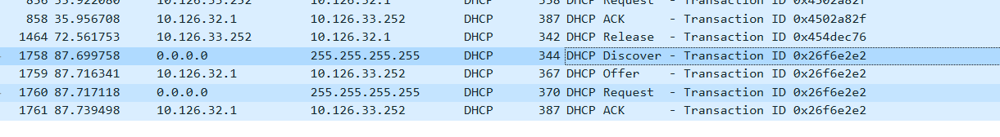 856 35.922080 10.126.33.252 10.126.32.1 DHCP 358 DHCP Request - Transaction ID 0x4502a82f
858 35.956708 10.126.32.1 10.126.33.252 DHCP 387 DHCP ACK - Transaction ID 0x4502a82f
1464 72.561753 10.126.33.252 10.126.32.1 DHCP 342 DHCP Release - Transaction ID 0x454dec76
1758 87.699758 0.0.0.0 255.255.255.255 DHCP 344 DHCP Discover - Transaction ID 0x26f6e2e2
1759 87.716341 10.126.32.1 10.126.33.252 DHCP 367 DHCP Offer - Transaction ID 0x26f6e2e2
1760 87.717118 0.0.0.0 255.255.255.255 DHCP 370 DHCP Request - Transaction ID 0x26f6e2e2
1761 87.739498 10.126.32.1 10.126.33.252 DHCP 387 DHCP ACK - Transaction ID 0x26f6e2e2